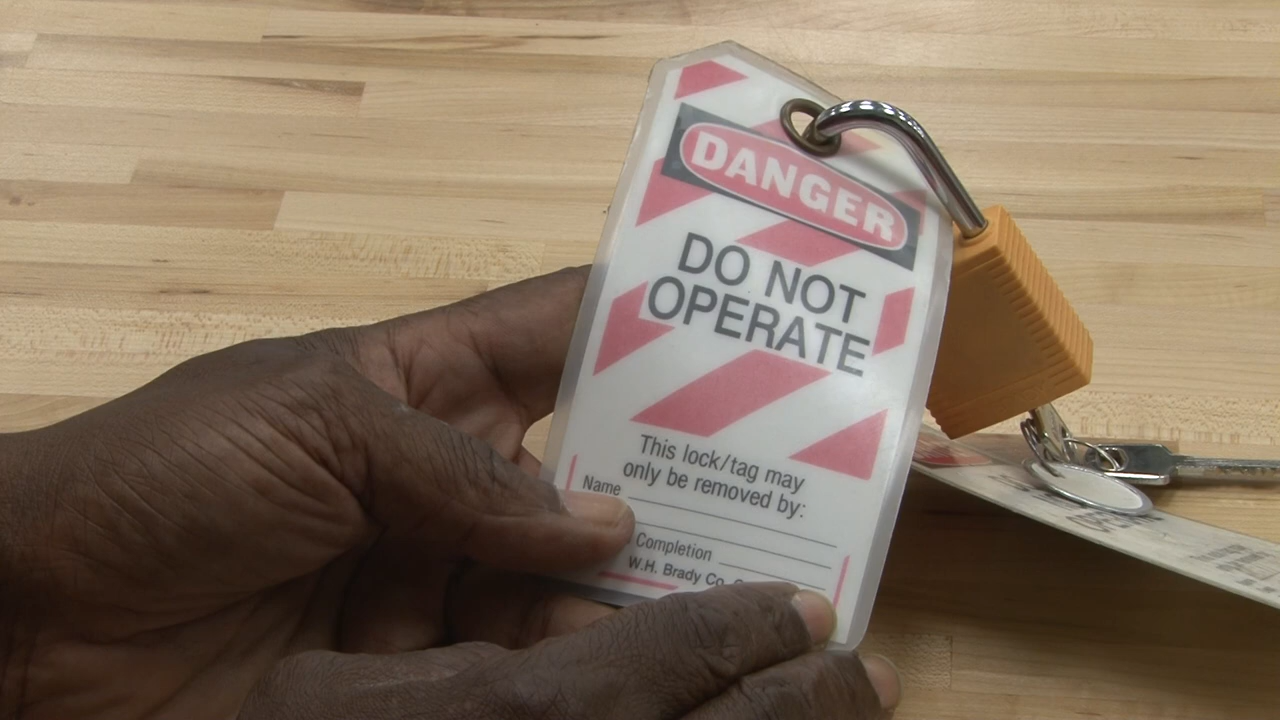 DANGER
DO NOT
OPERATE
This lock/tag may
only be removed by:
Name
Completion
W.H. Brady Co.